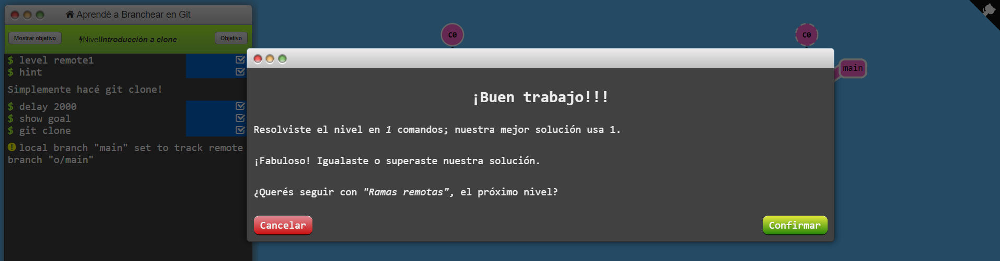 Aprendé a Branchear en Git
Mostrar objetivo
NivelIntroducción a clone
Objetivo
$ level remote1
$ hint
Simplemente hacé git clone!
$ delay 2000
$ show goal
$ git clone
local branch "main" set to track remote
branch "o/main"
C0
C0
main
¡Buen trabajo!!!
Resolviste el nivel en 1 comandos; nuestra mejor solución usa 1.
¡Fabuloso! Igualaste o superaste nuestra solución.
¿Querés seguir con "Ramas remotas", el próximo nivel?
Cancelar
Confirmar